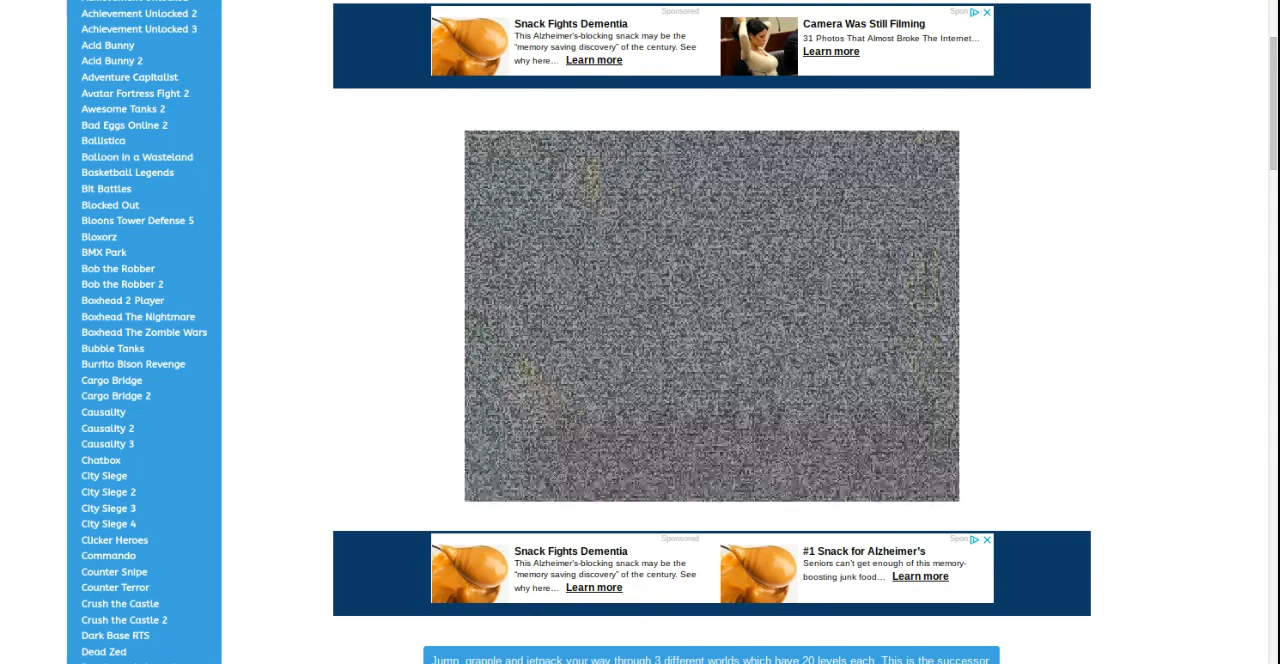 Achievement Unlocked 2
Achievement Unlocked 3
Acid Bunny
Acid Bunny 2
Adventure Capitalist
Avatar Fortress Fight 2
Awesome Tanks 2
Bad Eggs Online 2
Ballistica
Balloon in a Wasteland
Basketball Legends
Bit Battles
Blocked Out
Bloons Tower Defense 5
Bloxorz
BMX Park
Bob the Robber
Bob the Robber 2
Boxhead 2 Player
Boxhead The Nightmare
Boxhead The Zombie Wars
Bubble Tanks
Burrito Bison Revenge
Cargo Bridge
Cargo Bridge 2
Causality
Causality 2
Causality 3
Chatbox
City Siege
City Siege 2
City Siege 3
City Siege 4
Clicker Heroes
Commando
Counter Snipe
Counter Terror
Crush the Castle
Crush the Castle 2
Dark Base RTS
Dead Zed
Sponsored
Snack Fights Dementia
This Alzheimer's-blocking snack may be the
"memory saving discovery" of the century. See
why here... Learn more
Spon
Camera Was Still Filming
31 Photos That Almost Broke The Internet...
Learn more
Sponsored
Snack Fights Dementia
This Alzheimer's-blocking snack may be the
"memory saving discovery" of the century. See
why here... Learn more
Spon
#1 Snack for Alzheimer's
Seniors can't get enough of this memory-
boosting junk food... Learn more
Jump, grapple and jetpack your way through 3 different worlds which have 20 levels each. This is the successor